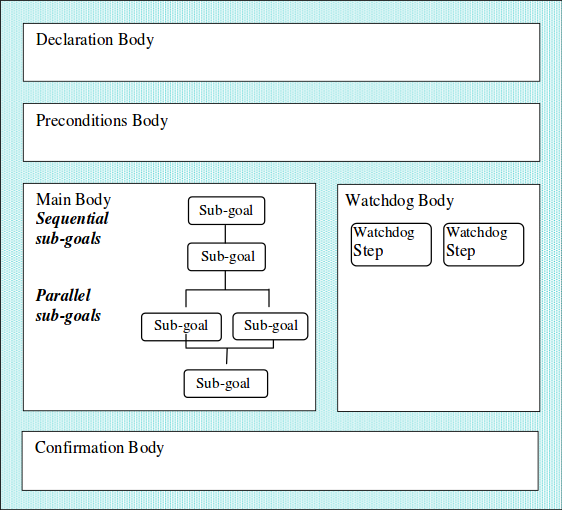 Declaration Body
Preconditions Body
Main Body
Sequential
sub-goals
Sub-goal
Sub-goal
Parallel
sub-goals
Sub-goal
Sub-goal
Sub-goal
Watchdog Body
Watchdog
Step
Watchdog
Step
Confirmation Body